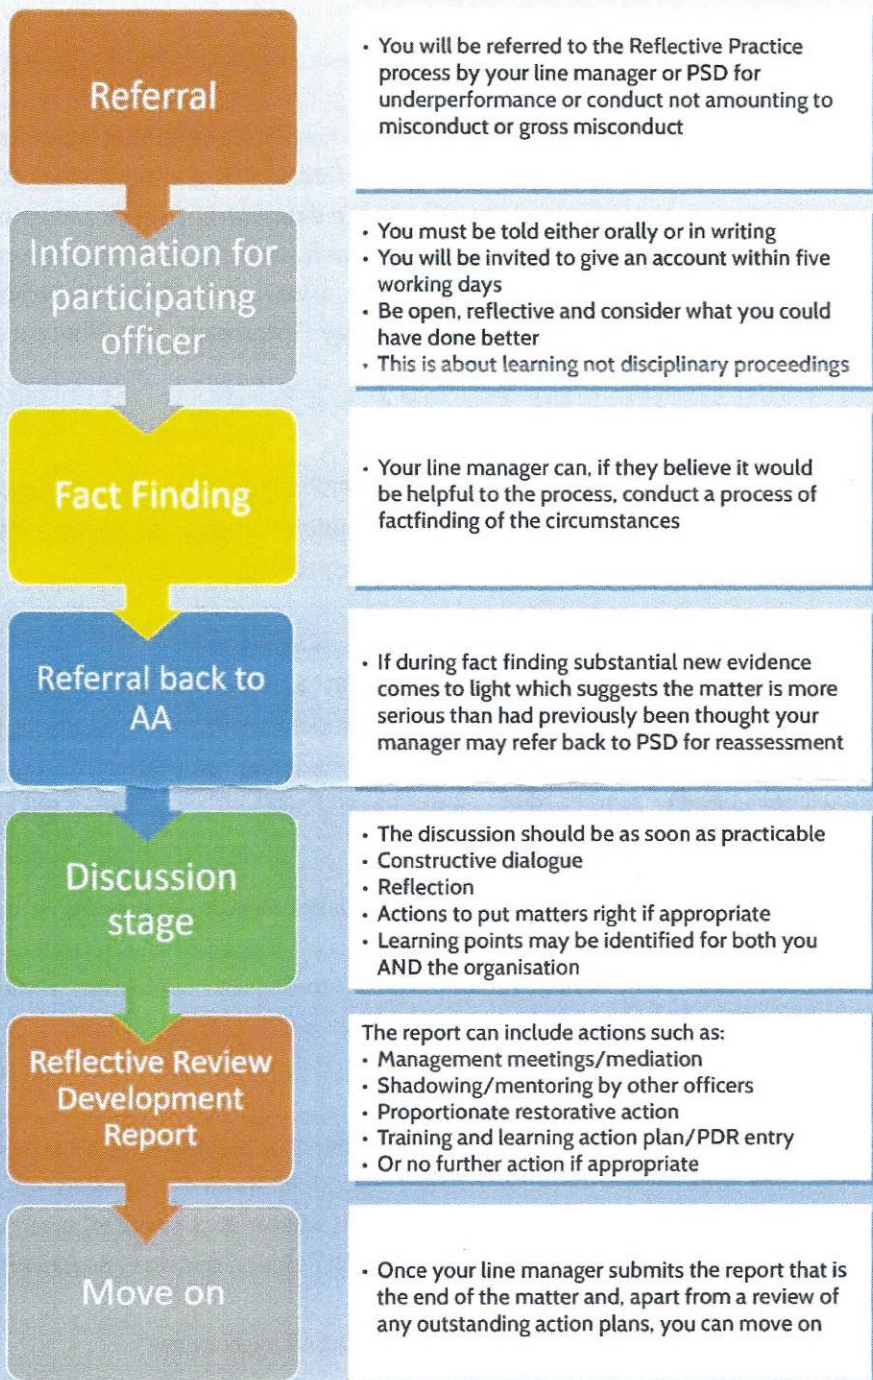 Referral
• You will be referred to the Reflective Practice
process by your line manager or PSD for
underperformance or conduct not amounting to
misconduct or gross misconduct
Information for
participating
officer
• You must be told either orally or in writing
• You will be invited to give an account within five
working days
• Be open, reflective and consider what you could
have done better
• This is about learning not disciplinary proceedings
Fact Finding
• Your line manager can, if they believe it would
be helpful to the process, conduct a process of
factfinding of the circumstances
Referral back to
AA
• If during fact finding substantial new evidence
comes to light which suggests the matter is more
serious than had previously been thought your
manager may refer back to PSD for reassessment
Discussion
stage
• The discussion should be as soon as practicable
• Constructive dialogue
• Reflection
• Actions to put matters right if appropriate
• Learning points may be identified for both you
AND the organisation
Reflective Review
Development
Report
The report can include actions such as:
• Management meetings/mediation
• Shadowing/mentoring by other officers
• Proportionate restorative action
• Training and learning action plan/PDR entry
• Or no further action if appropriate
Move on
• Once your line manager submits the report that is
the end of the matter and, apart from a review of
any outstanding action plans, you can move on